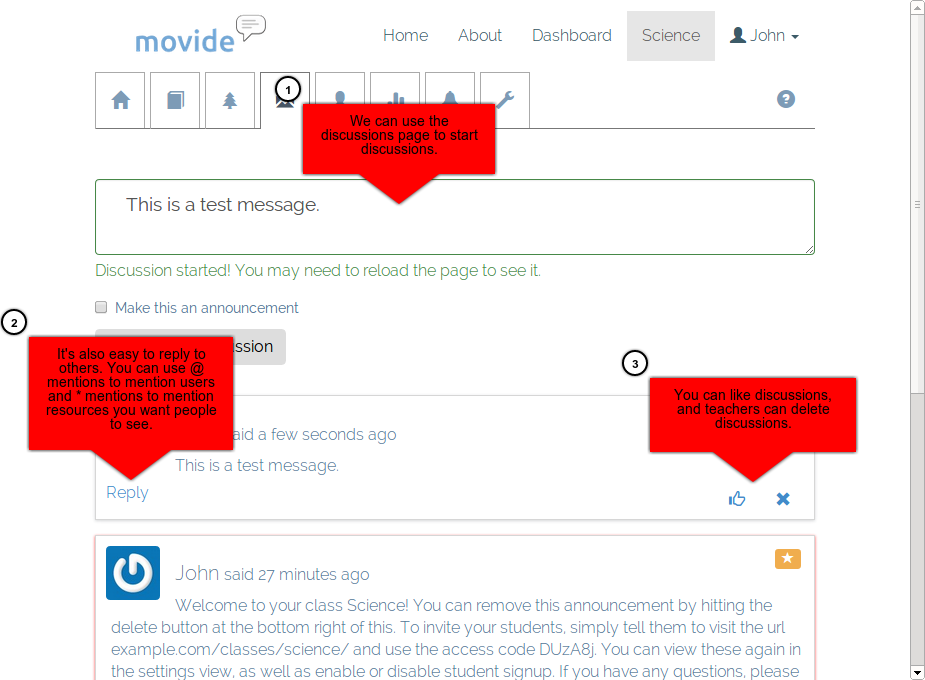 movide
Home About Dashboard Science John
1
?
We can use the
discussions page to start
discussions.
This is a test message.
Discussion started! You may need to reload the page to see it.
Make this an announcement
2
ssion
It's also easy to reply to
others. You can use @
mentions to mention users
and * mentions to mention
resources you want people
to see.
3
You can like discussions,
and teachers can delete
discussions.
said a few seconds ago
This is a test message.
Reply
John said 27 minutes ago
Welcome to your class Science! You can remove this announcement by hitting the
delete button at the bottom right of this. To invite your students, simply tell them to visit the url
example.com/classes/science/ and use the access code DUzA8j. You can view these again in
the settings view, as well as enable or disable student signup. If you have any questions, please